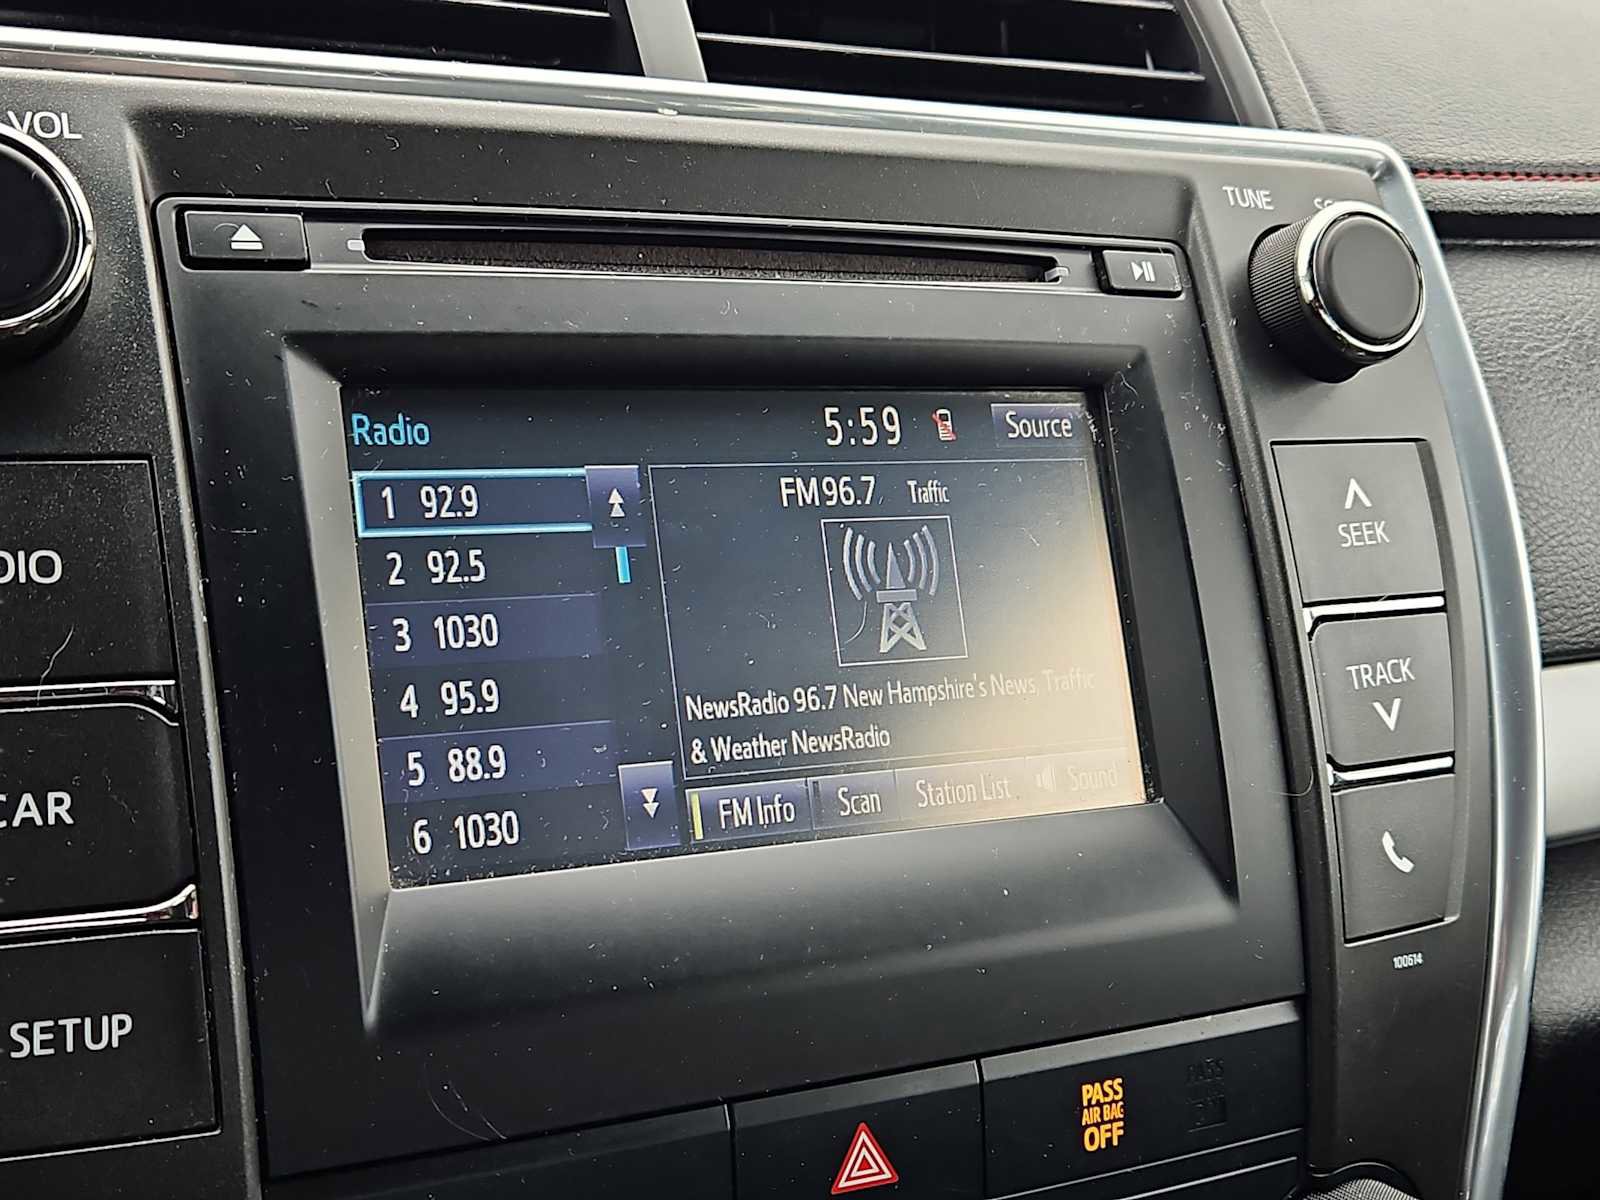 VOL
TUNE
Radio
5:59
Source
1 92.9
2 92.5
3 1030
4 95.9
5 88.9
6 1030
FM 96.7 Traffic
NewsRadio 96.7 New Hampshire's News, Traffic
& Weather NewsRadio
FM Info
Scan
Station List
Sound
SEEK
TRACK
100614
DIO
CAR
SETUP
PASS
AIR BAG
OFF